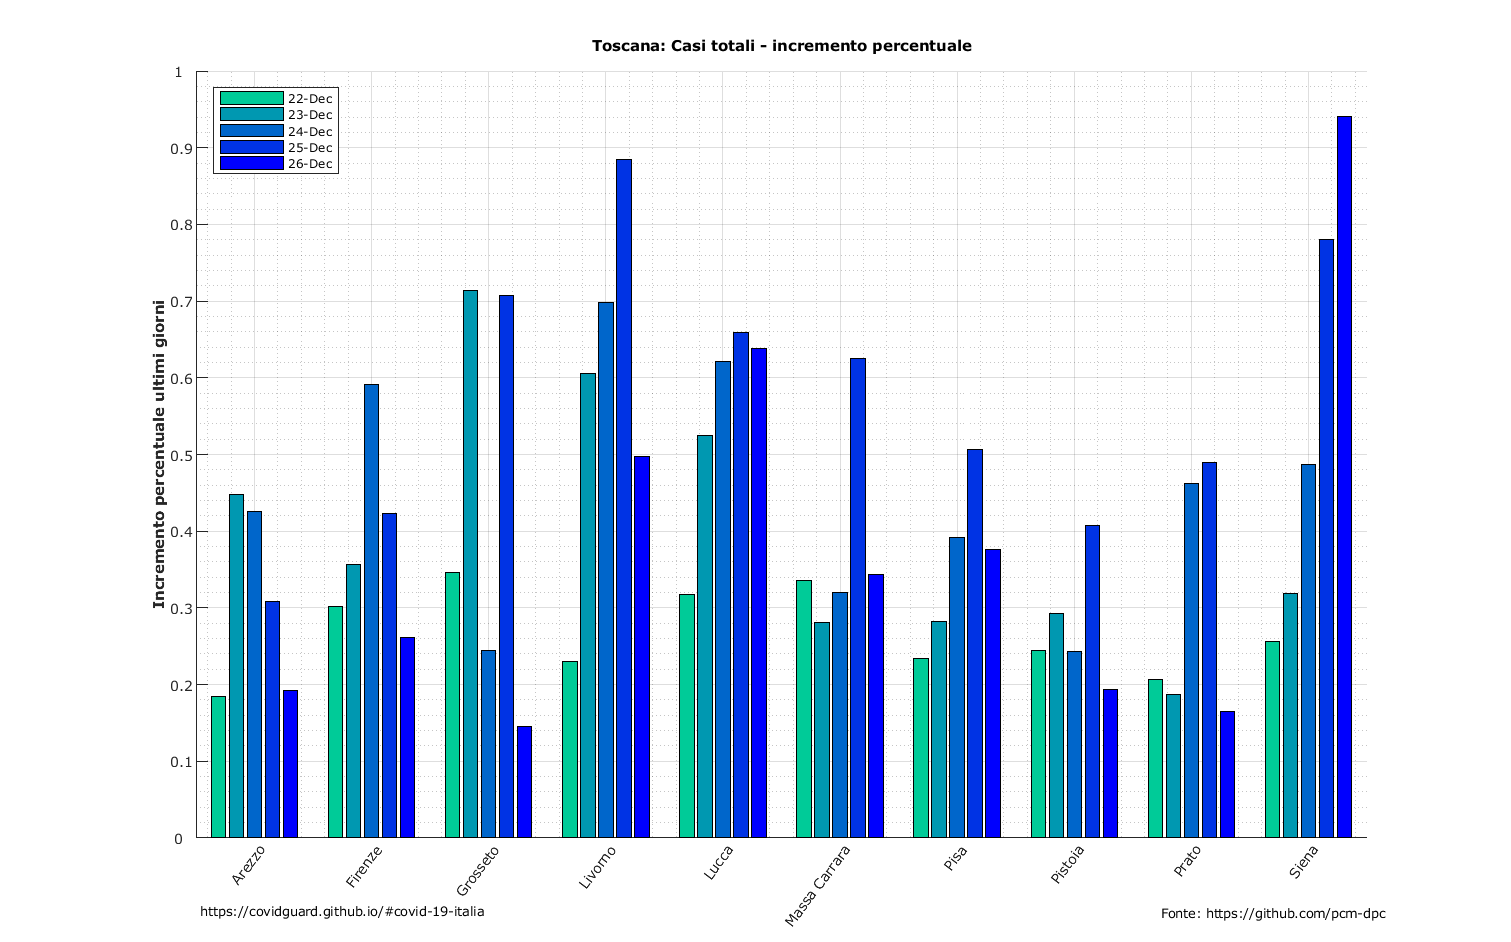 Toscana: Casi totali - incremento percentuale
1
0.9
0.8
0.7
0.6
0.5
0.4
0.3
0.2
0.1
0
Incremento percentuale ultimi giorni
22-Dec
23-Dec
24-Dec
25-Dec
26-Dec
Arezzo
Firenze
Grosseto
Livorno
Lucca
Massa Carrara
Pisa
Pistoia
Prato
Siena
https://covidguard.github.io/#covid-19-italia
Fonte: https://github.com/pcm-dpc